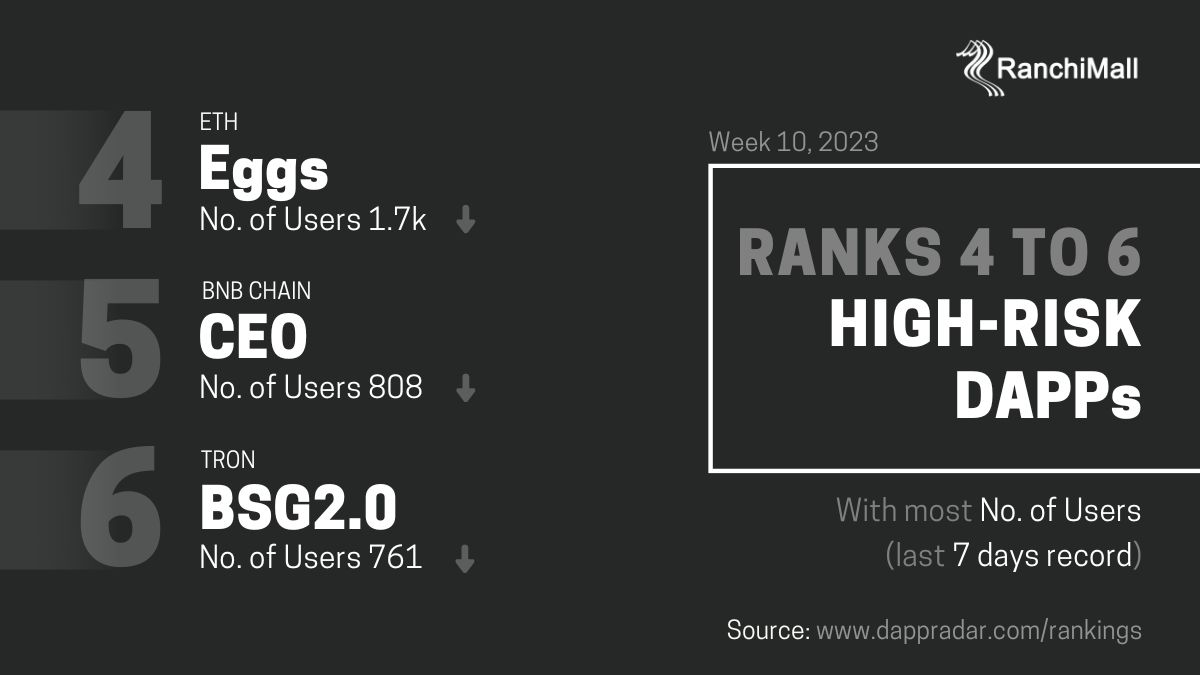 RanchiMall
4
ETH
Eggs
No. of Users 1.7k
5
BNB CHAIN
CEO
No. of Users 808
6
TRON
BSG2.0
No. of Users 761
Week 10, 2023
RANKS 4 TO 6
HIGH-RISK
DAPPs
With most No. of Users
(last 7 days record)
Source: www.dappradar.com/rankings